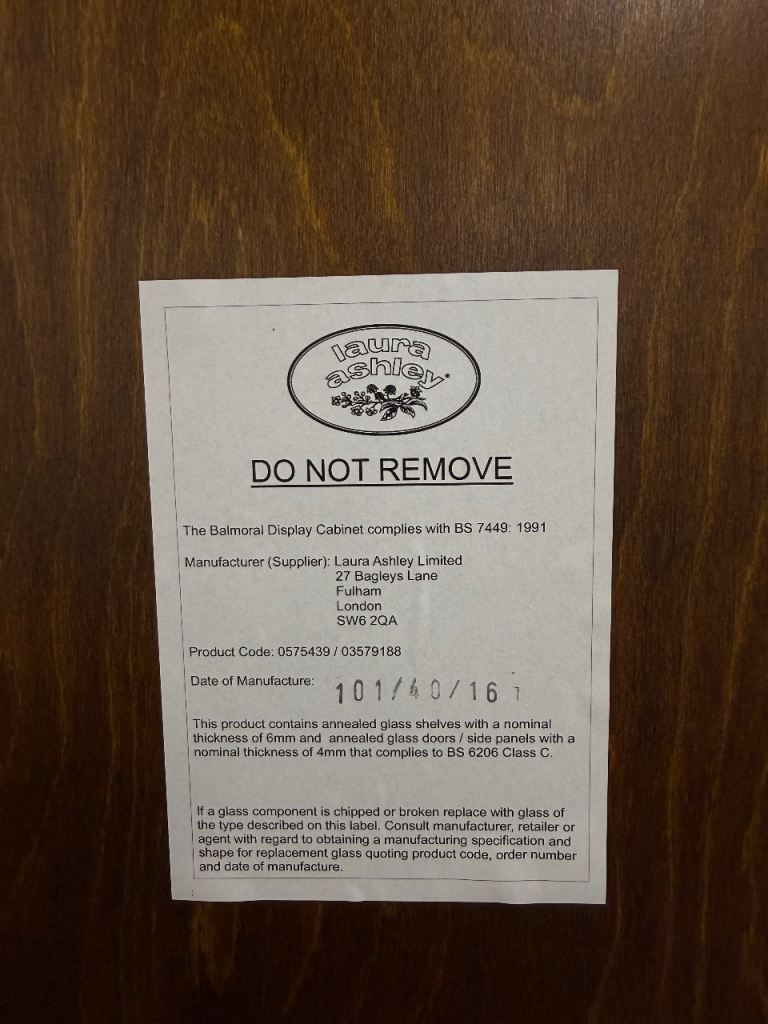 laura
ashley
DO NOT REMOVE
The Balmoral Display Cabinet complies with BS 7449: 1991
Manufacturer (Supplier): Laura Ashley Limited
27 Bagleys Lane
Fulham
London
SW6 2QA
Product Code: 0575439 / 03579188
Date of Manufacture:
This product contains annealed glass shelves with a nominal
thickness of 6mm and annealed glass doors / side panels with a
nominal thickness of 4mm that complies to BS 6206 Class C.
If a glass component is chipped or broken replace with glass of
the type described on this label. Consult manufacturer, retailer or
agent with regard to obtaining a manufacturing specification and
shape for replacement glass quoting product code, order number
and date of manufacture.